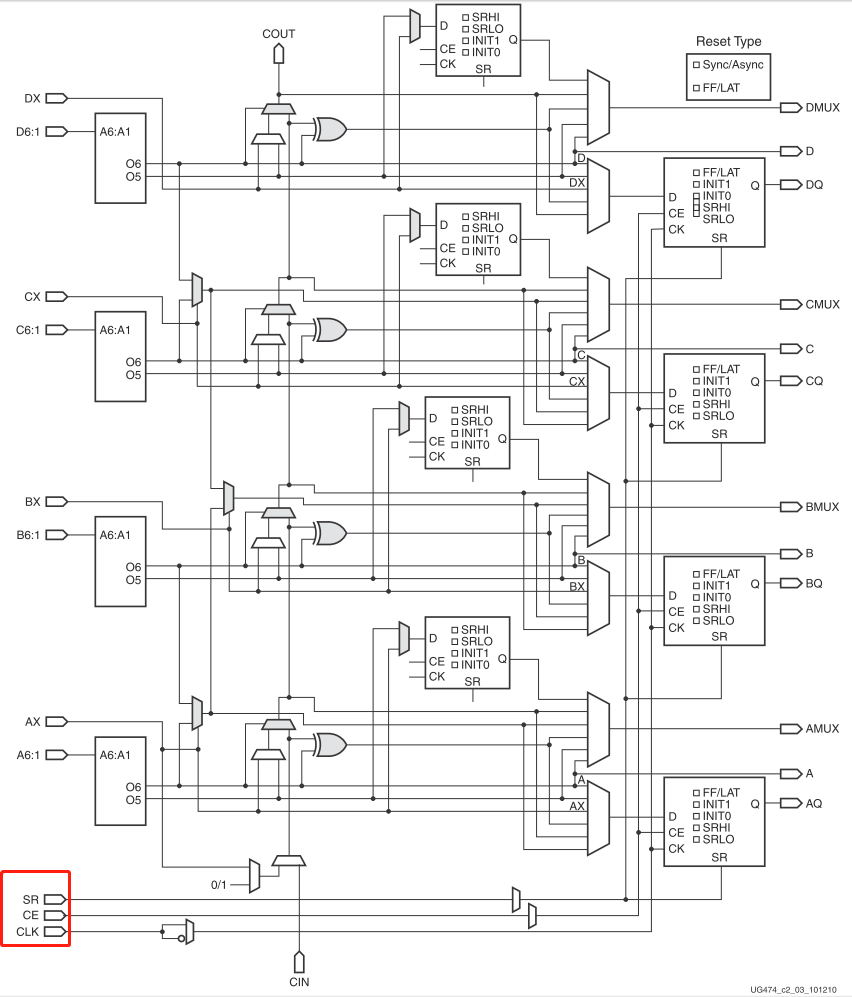 COUT
Reset Type
Sync/Async
FF/LAT
SRHI
SRLO
INIT1
INIT0
D
CE
CK
Q
SR
DX
D6:1
A6:A1
O6
O5
D
DX
DMUX
D
DQ
FF/LAT
INIT1
INIT0
SRHI
SRLO
D
CE
CK
Q
SR
SRHI
SRLO
INIT1
INIT0
D
CE
CK
Q
SR
CX
C6:1
A6:A1
O6
O5
C
CX
CMUX
C
CQ
FF/LAT
INIT1
INIT0
SRHI
SRLO
D
CE
CK
Q
SR
SRHI
SRLO
INIT1
INIT0
D
CE
CK
Q
SR
BX
B6:1
A6:A1
O6
O5
B
BX
BMUX
B
BQ
FF/LAT
INIT1
INIT0
SRHI
SRLO
D
CE
CK
Q
SR
SRHI
SRLO
INIT1
INIT0
D
CE
CK
Q
SR
AX
A6:1
A6:A1
O6
O5
A
AX
AMUX
A
AQ
FF/LAT
INIT1
INIT0
SRHI
SRLO
D
CE
CK
Q
SR
0/1
SR
CE
CLK
CIN
UG474_c2_03_101210